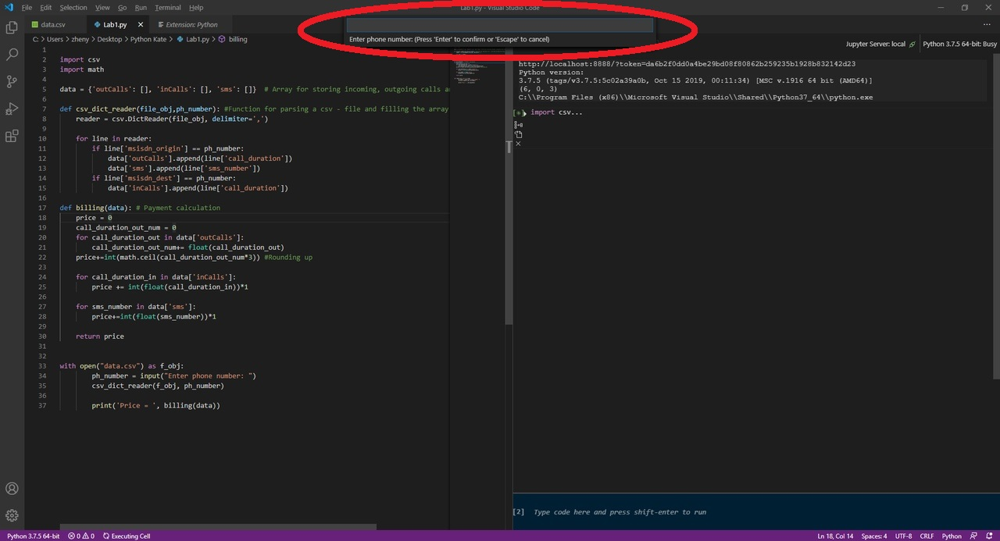 File Edit Selection View Go Run Terminal Help
Lab1.py - Visual Studio Code
data.csv Lab1.py Extension: Python
Enter phone number: (Press 'Enter' to confirm or 'Escape' to cancel)
C: > Users > zheny > Desktop > Python Kate > Lab1.py > billing
Jupyter Server: local Python 3.7.5 64-bit: Busy
1
2 import csv
3 import math
4
5 data = {'outCalls': [], 'inCalls': [], 'sms': []} # Array for storing incoming, outgoing calls
6
7 def csv_dict_reader(file_obj,ph_number): #Function for parsing a csv - file and filling the array
8 reader = csv.DictReader(file_obj, delimiter=',')
9
10 for line in reader:
11 if line['msisdn_origin'] == ph_number:
12 data['outCalls'].append(line['call_duration'])
13 data['sms'].append(line['sms_number'])
14 if line['msisdn_dest'] == ph_number:
15 data['inCalls'].append(line['call_duration'])
16
17 def billing(data): # Payment calculation
18 price = 0
19 call_duration_out_num = 0
20 for call_duration_out in data['outCalls']:
21 call_duration_out_num+= float(call_duration_out)
22 price+=int(math.ceil(call_duration_out_num*3)) #Rounding up
23
24 for call_duration_in in data['inCalls']:
25 price += int(float(call_duration_in))*1
26
27 for sms_number in data['sms']:
28 price+=int(float(sms_number))*1
29
30 return price
31
32
33 with open("data.csv") as f_obj:
34 ph_number = input("Enter phone number: ")
35 csv_dict_reader(f_obj, ph_number)
36
37 print('Price = ', billing(data))
http://localhost:8888/?token=da6b2f0dd0a4be29bd08f80862b259235b1928b832142d23
Python version:
3.7.5 (tags/v3.7.5:5c02a39a0b, Oct 15 2019, 00:11:34) [MSC v.1916 64 bit (AMD64)]
(6, 0, 3)
C:\\Program Files (x86)\\Microsoft Visual Studio\\Shared\\Python37_64\\python.exe
[*] import csv...
[2] Type code here and press shift-enter to run
Python 3.7.5 64-bit 0 0 Executing Cell
Ln 18, Col 14 Spaces: 4 UTF-8 CRLF Python